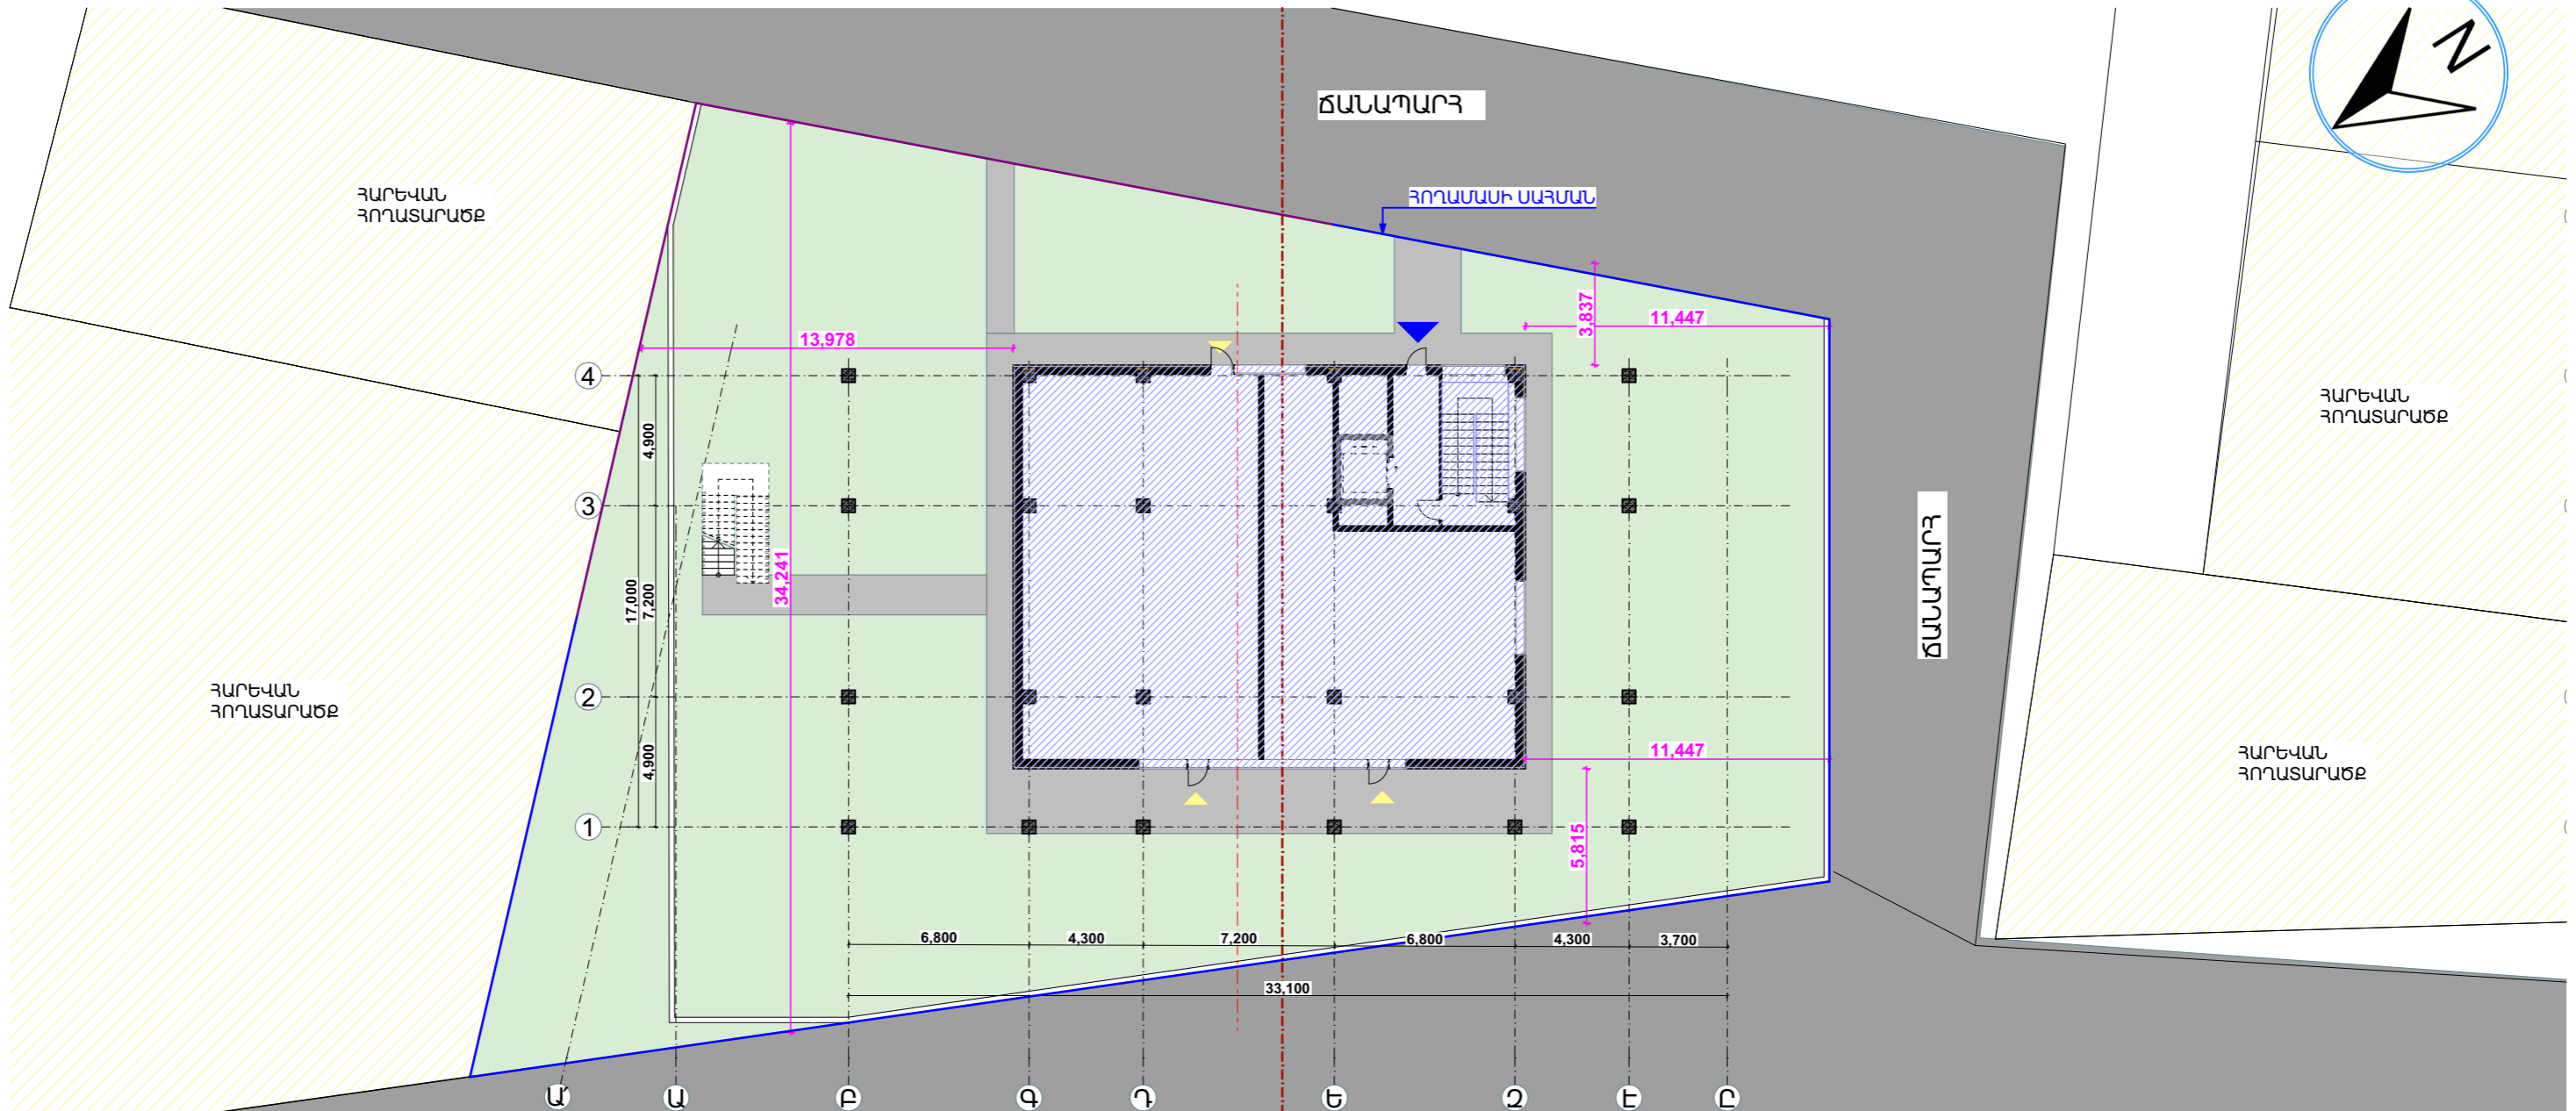 N
ՃԱՆԱՊԱՐՀ
ՀՈՂԱՄԱՍԻ ՍԱՀՄԱՆ
ՀԱՐԵՎԱՆ
ՀՈՂԱՏԱՐԱԾՔ
3,837
11,447
13,978
4
4,900
ՀԱՐԵՎԱՆ
ՀՈՂԱՏԱՐԱԾՔ
3
ՃԱՆԱՊԱՐՀ
34,241
17,000
7,200
ՀԱՐԵՎԱՆ
ՀՈՂԱՏԱՐԱԾՔ
2
4,900
11,447
ՀԱՐԵՎԱՆ
ՀՈՂԱՏԱՐԱԾՔ
1
5,815
6,800
4,300
7,200
6,800
4,300
3,700
33,100
Ա՛
Ա
Բ
Գ
Դ
Ե
Զ
Է
Ը